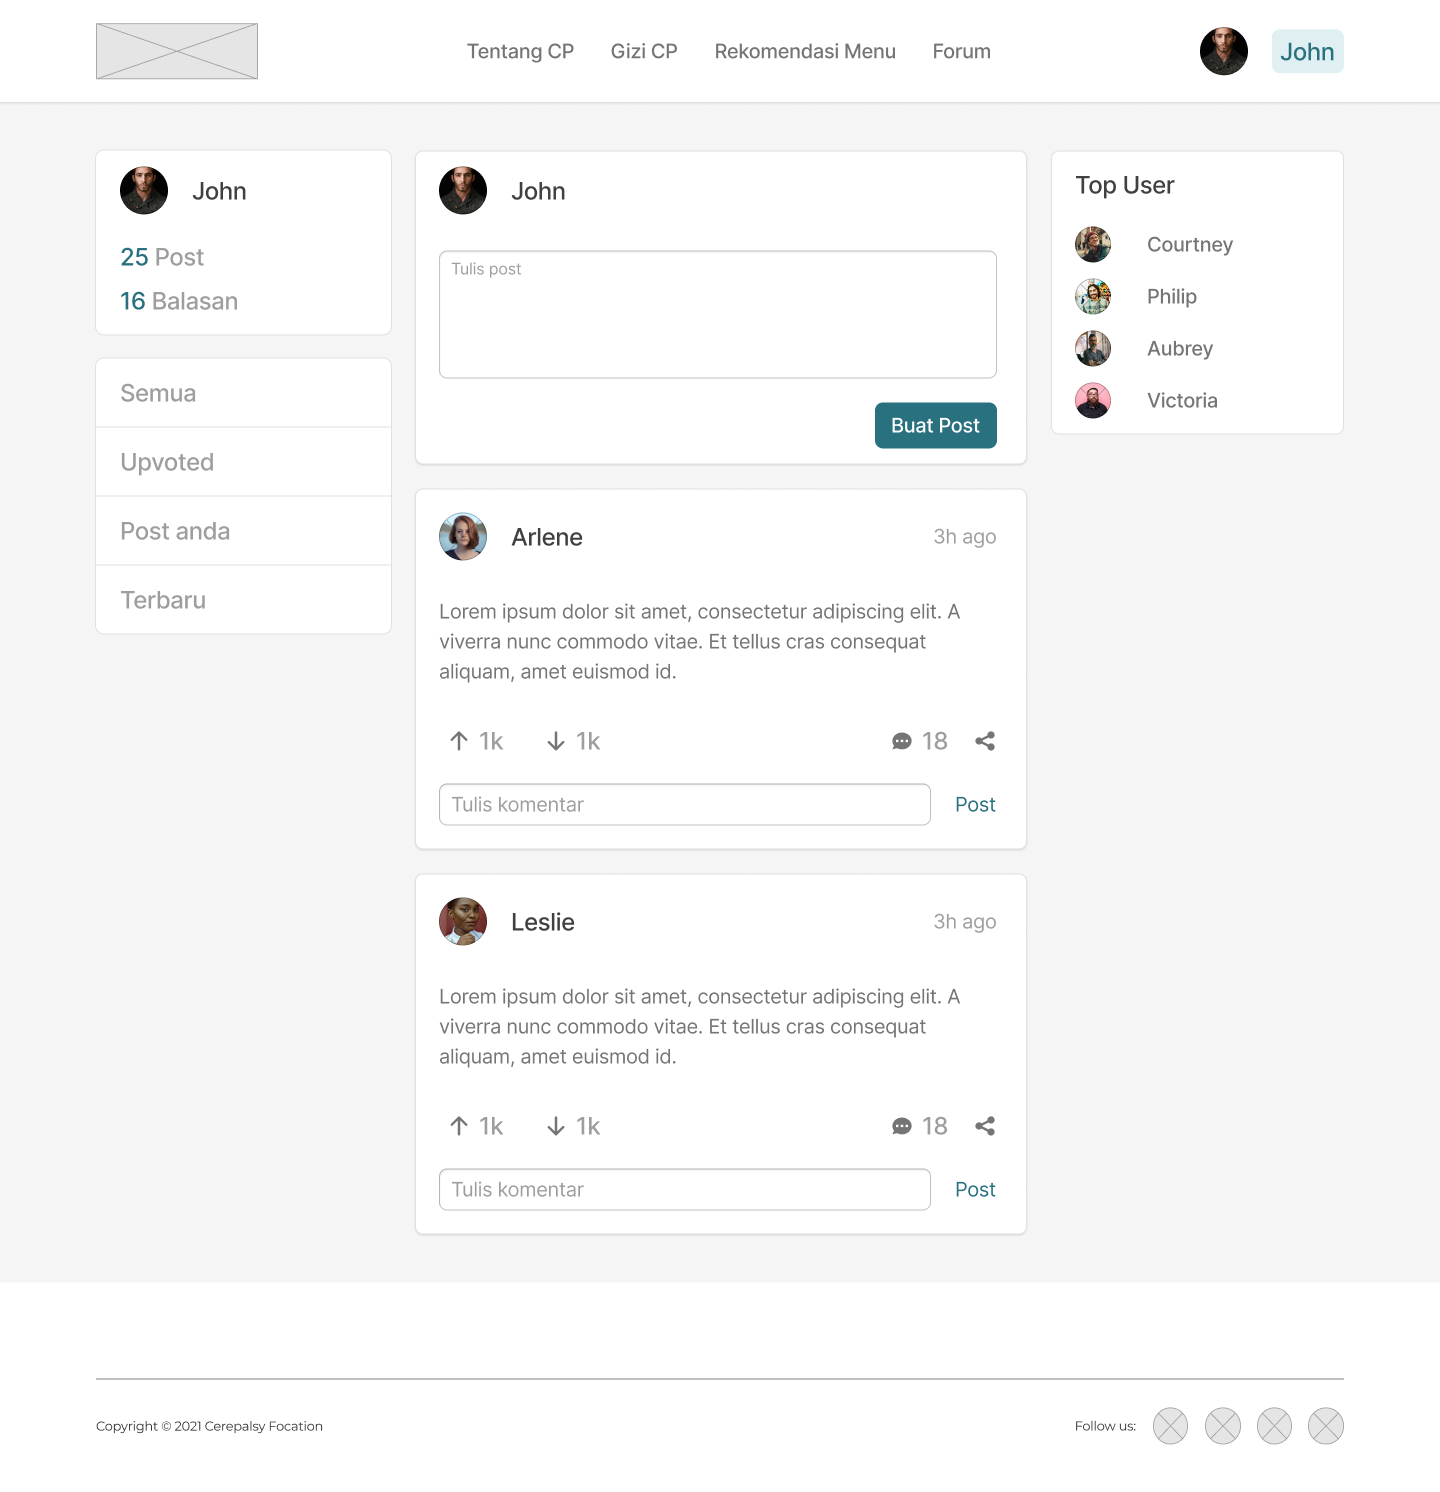 Tentang CP
Gizi CP
Rekomendasi Menu
Forum
John
John
25 Post
16 Balasan
Semua
Upvoted
Post anda
Terbaru
John
Tulis post
Buat Post
Arlene
3h ago
Lorem ipsum dolor sit amet, consectetur adipiscing elit. A
viverra nunc commodo vitae. Et tellus cras consequat
aliquam, amet euismod id.
1k
1k
18
Tulis komentar
Post
Leslie
3h ago
Lorem ipsum dolor sit amet, consectetur adipiscing elit. A
viverra nunc commodo vitae. Et tellus cras consequat
aliquam, amet euismod id.
1k
1k
18
Tulis komentar
Post
Top User
Courtney
Philip
Aubrey
Victoria
Copyright © 2021 Cerepalsy Focation
Follow us: